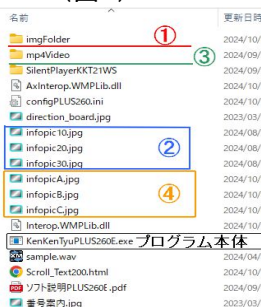 名前 更新日時
imgFolder ① 2024/10/
mp4Video ③ 2024/09/
SilentPlayerKKT21WS 2024/09/
AxInterop.WMPLib.dll 2024/10/
configPLUS260.ini 2024/10/
direction_board.jpg 2023/03/
infopic10.jpg 2024/08/
infopic20.jpg ② 2024/08/
infopic30.jpg 2024/08/
infopicA.jpg 2024/10/
infopicB.jpg ④ 2024/10/
infopicC.jpg 2024/10/
Interop.WMPLib.dll 2024/10/
KenKenTyuPLUS260E.exe プログラム本体
sample.wav 2024/04/
Scroll_Text200.html 2024/10/
ソフト説明PLUS260E.pdf 2024/09/
番号案内.jpg 2023/03/